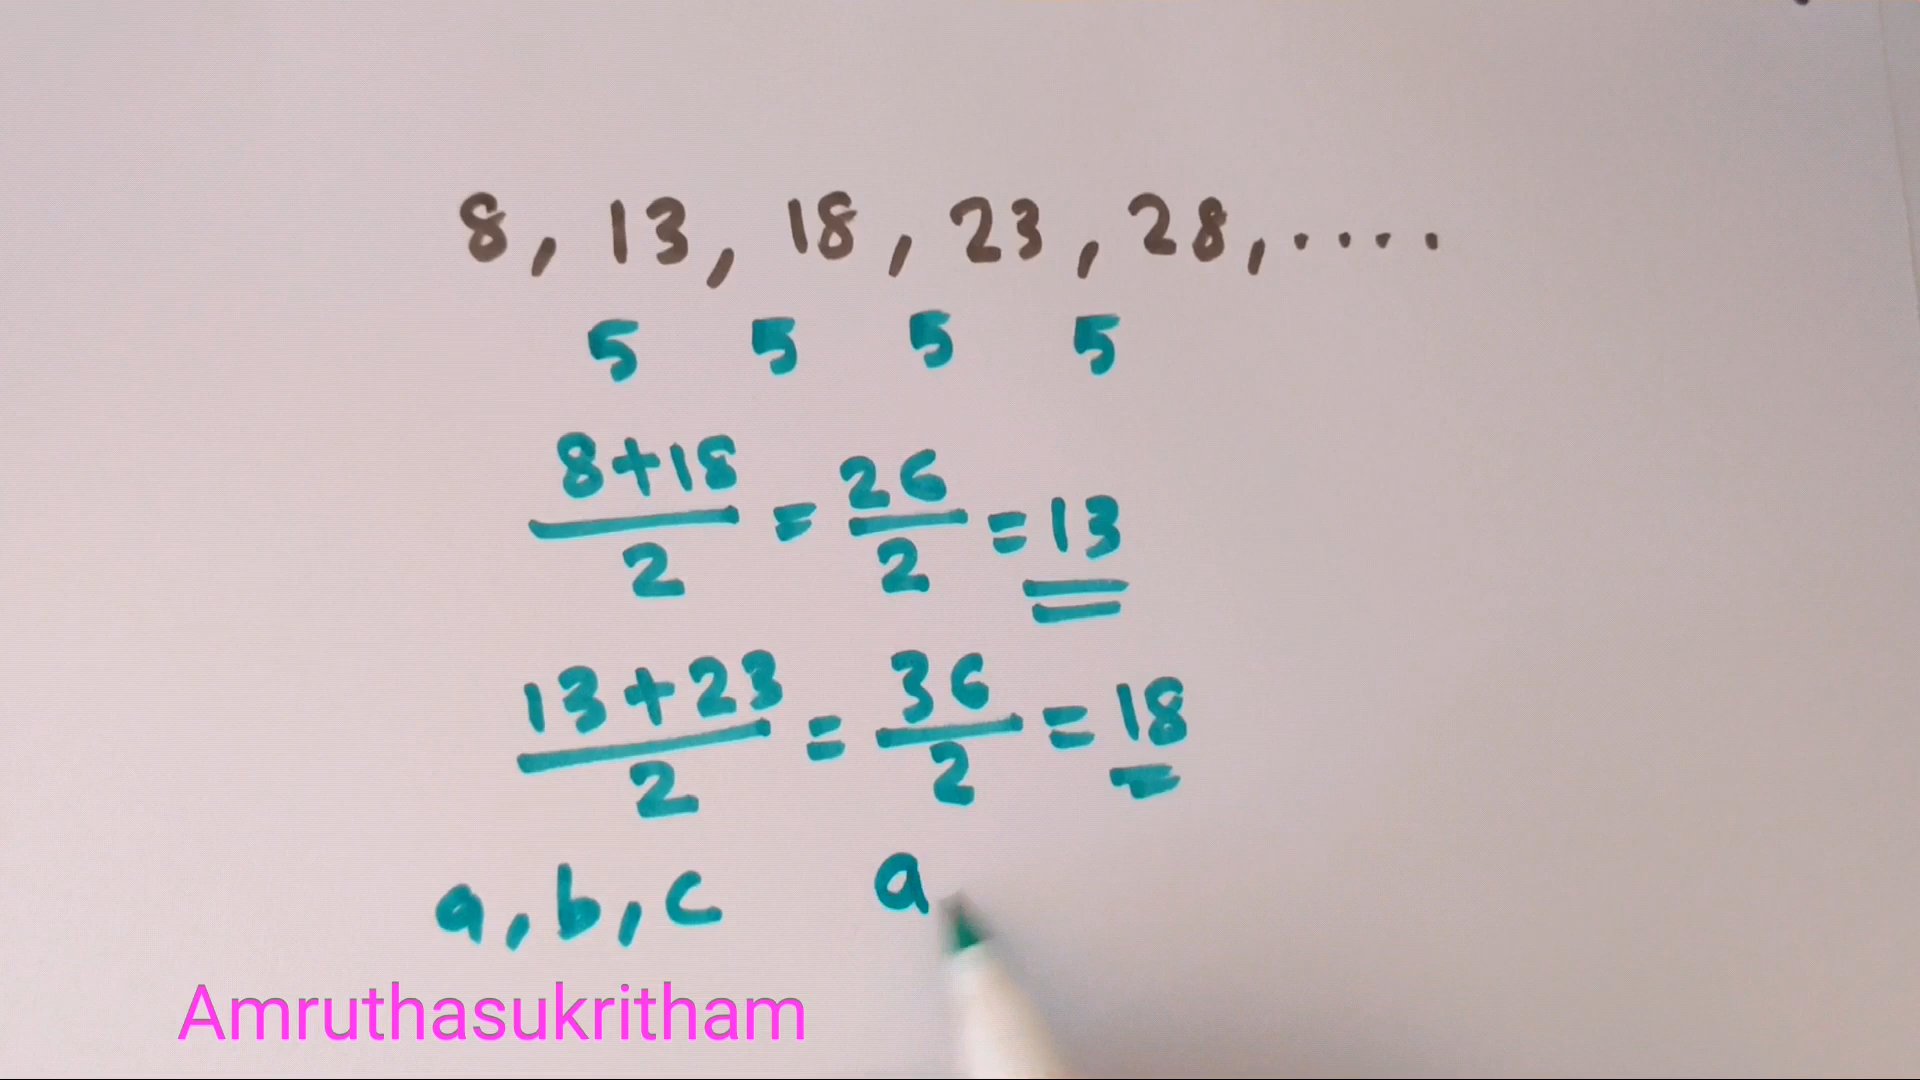 8, 13, 18, 23, 28, ....
5 5 5 5
8+18/2 = 26/2 = 13
13+23/2 = 36/2 = 18
a, b, c a
Amruthasukritham